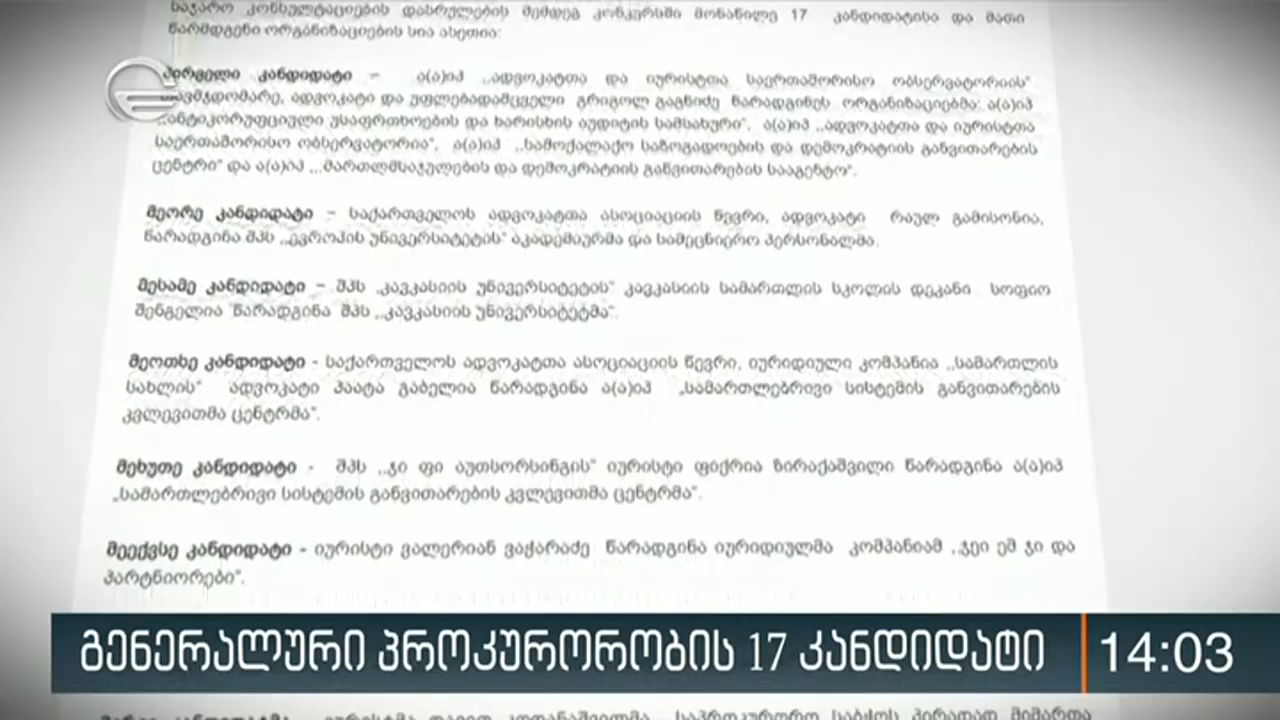 საჯარო კონსულტაციების დასრულების შემდეგ კონკურსში მონაწილე 17 კანდიდატისა და მათი
წარმდგენი ორგანიზაციების სია ასეთია:
პირველი კანდიდატი – ა(ა)იპ ,,ადვოკატთა და იურისტთა საერთაშორისო ობსერვატორიის"
თავმჯდომარე, ადვოკატი და უფლებადამცველი გრიგოლ გაგნიძე წარადგინეს ორგანიზაციებმა: ა(ა)იპ
,,ანტიკორუფციული უსაფრთხოების და ხარისხის აუდიტის სამსახური", ა(ა)იპ ,,ადვოკატთა და იურისტთა
საერთაშორისო ობსერვატორია", ა(ა)იპ ,,სამოქალაქო საზოგადოების და დემოკრატიის განვითარების
ცენტრი" და ა(ა)იპ ,,,მართლმსაჯულების და დემოკრატიის განვითარების სააგენტო".
მეორე კანდიდატი – საქართველოს ადვოკატთა ასოციაციის წევრი, ადვოკატი რაულ გამისონია,
წარადგინა შპს ,,ევროპის უნივერსიტეტის" აკადემიურმა და სამეცნიერო პერსონალმა.
მესამე კანდიდატი – შპს ,კავკასიის უნივერსიტეტის" კავკასიის სამართლის სკოლის დეკანი სოფიო
შენგელია წარადგინა შპს ,,კავკასიის უნივერსიტეტმა".
მეოთხე კანდიდატი - საქართველოს ადვოკატთა ასოციაციის წევრი, იურიდიული კომპანია ,,სამართლის
სახლის" ადვოკატი პაატა გაბელია წარადგინა ა(ა)იპ „სამართლებრივი სისტემის განვითარების
კვლევითმა ცენტრმა".
მეხუთე კანდიდატი - შპს ,,ჯი ფი აუთსორსინგის" იურისტი ფიქრია ზირაქაშვილი წარადგინა ა(ა)იპ
„სამართლებრივი სისტემის განვითარების კვლევითმა ცენტრმა".
მეექვსე კანდიდატი - იურისტი ვალერიან ვაჭარაძე წარადგინა იურიდიულმა კომპანიამ ,,ჯეი ემ ჯი და
პარტნიორები".
გენერალური პროკურორობის 17 კანდიდატი 14:03